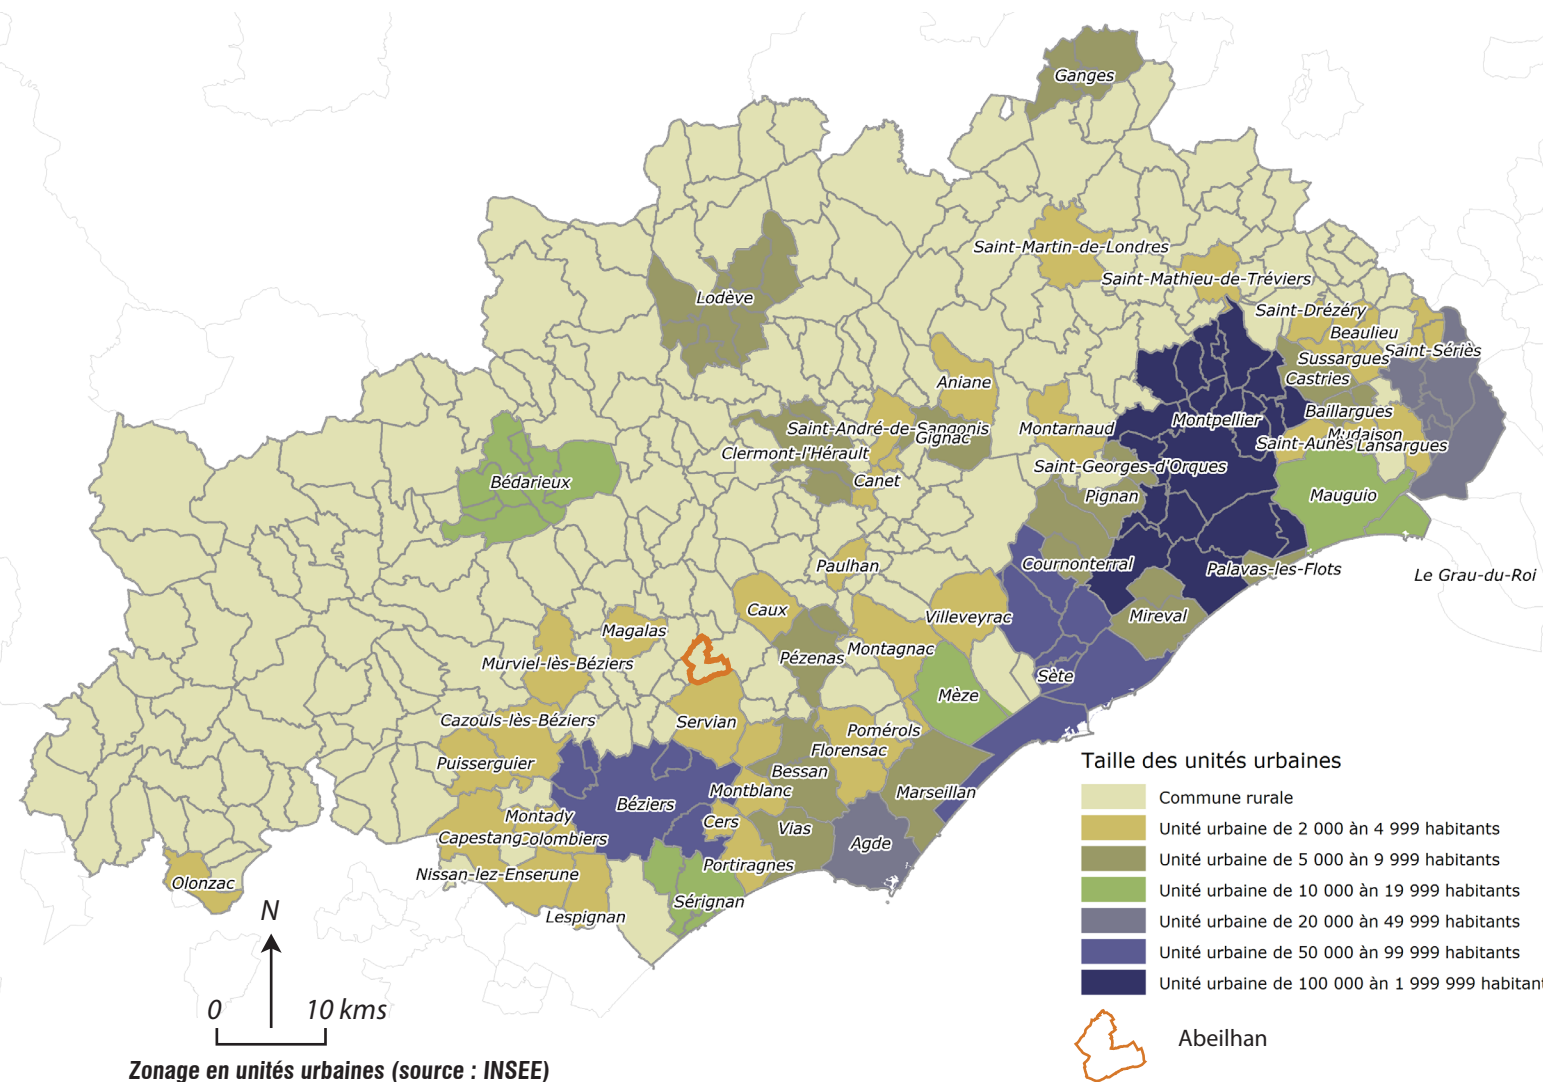 Ganges
Saint-Martin-de-Londres
Saint-Mathieu-de-Tréviers
Lodève
Saint-Drézéry
Beaulieu
Sussargues
Saint-Sériès
Castries
Aniane
Baillargues
Montpellier
Saint-André-de-Sangonis
Montarnaud
Gignac
Mudaison
Saint-Aunès
Lansargues
Clermont-l'Hérault
Saint-Georges-d'Orques
Canet
Bédarieux
Pignan
Mauguio
Paulhan
Cournonterral
Palavas-les-Flots
Le Grau-du-Roi
Caux
Villeveyrac
Mireval
Magalas
Montagnac
Pézenas
Murviel-lès-Béziers
Sète
Mèze
Cazouls-lès-Béziers
Servian
Pomérols
Florensac
Puisserguier
Bessan
Montblanc
Marseillan
Béziers
Montady
Cers
Vias
Capestang
Colombiers
Agde
Portiragnes
Nissan-lez-Enserune
Olonzac
Sérignan
Lespignan
Taille des unités urbaines
Commune rurale
Unité urbaine de 2 000 àn 4 999 habitants
Unité urbaine de 5 000 àn 9 999 habitants
Unité urbaine de 10 000 àn 19 999 habitants
Unité urbaine de 20 000 àn 49 999 habitants
Unité urbaine de 50 000 àn 99 999 habitants
Unité urbaine de 100 000 àn 1 999 999 habitant
Abeilhan
N
0 10 kms
Zonage en unités urbaines (source : INSEE)